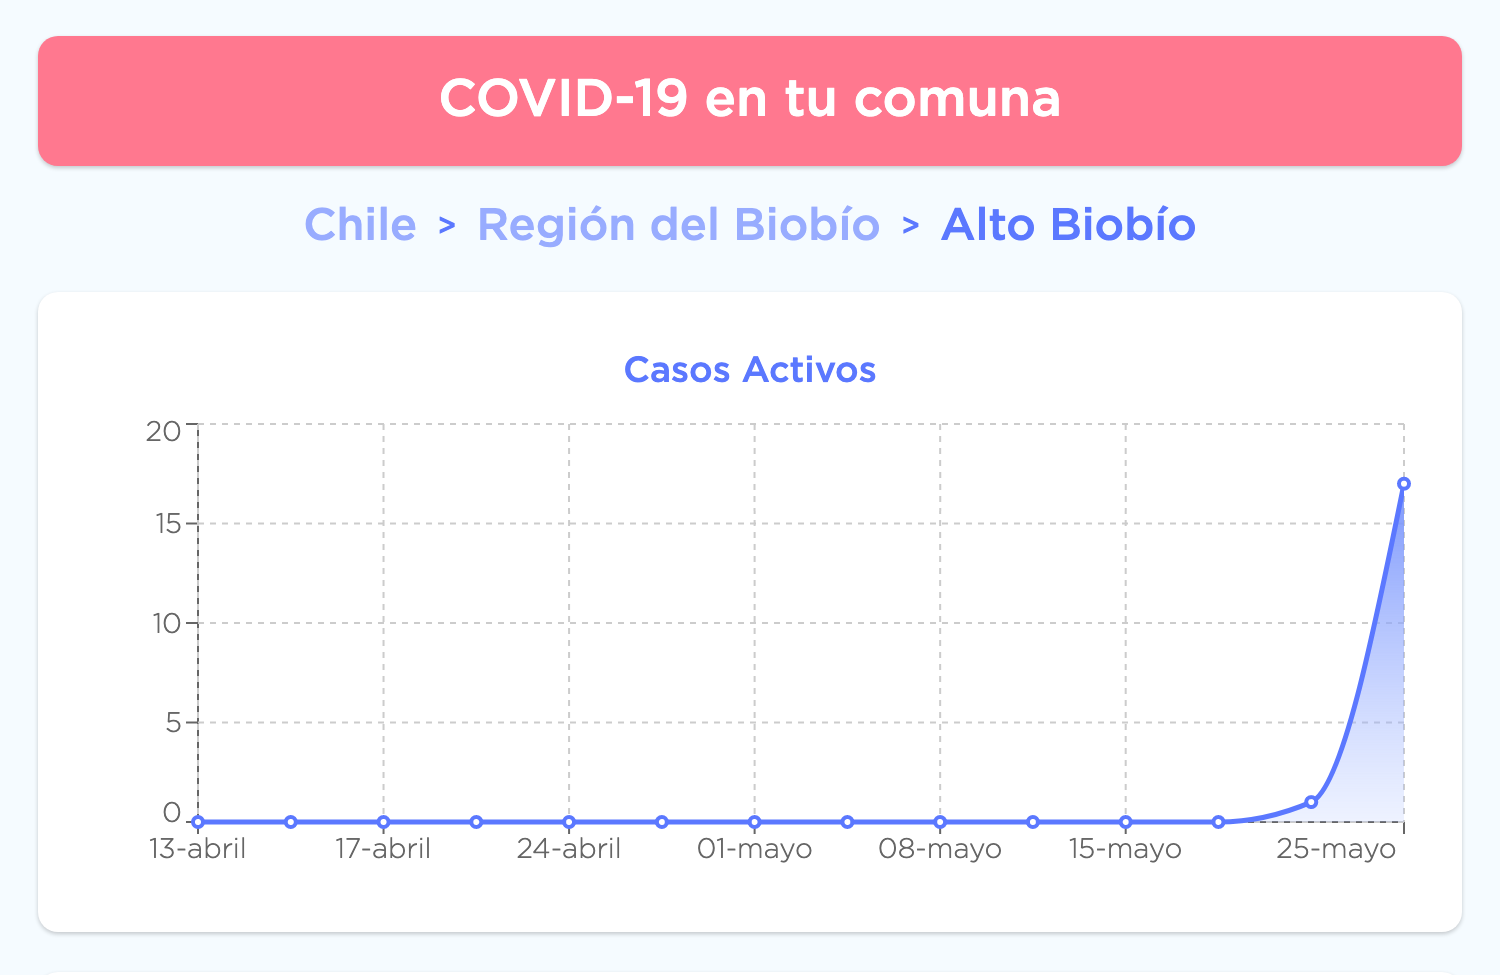 COVID-19 en tu comuna
Chile > Región del Biobío > Alto Biobío
Casos Activos
20
15
10
5
0
13-abril 17-abril 24-abril 01-mayo 08-mayo 15-mayo 25-mayo